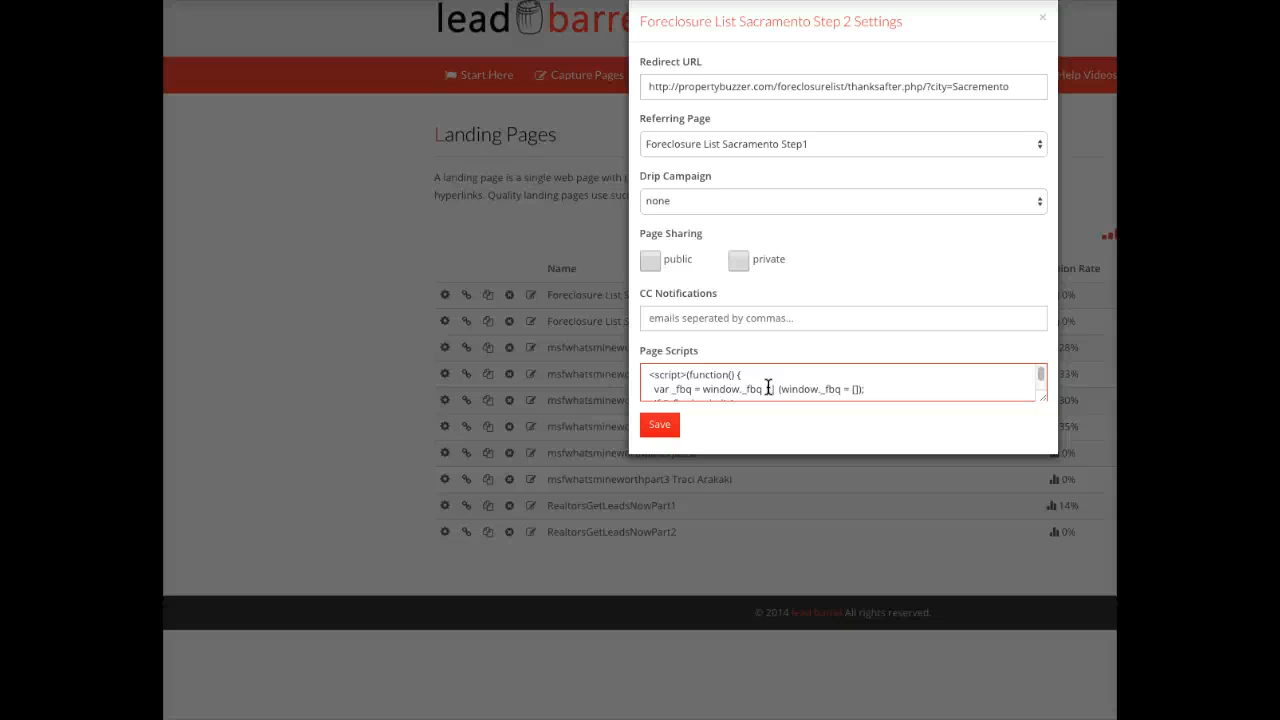 lead barre
Start Here
Capture Pages
Help Videos
Landing Pages
A landing page is a single web page with
hyperlinks. Quality landing pages use suc
Name
ion Rate
Foreclosure List S
0%
Foreclosure List S
0%
msfwhatsminew
28%
msfwhatsminew
33%
msfwhatsminew
30%
msfwhatsminew
35%
0%
msfwhatsmineworthpart3 Traci Arakaki
0%
RealtorsGetLeadsNowPart1
14%
RealtorsGetLeadsNowPart2
0%
© 2014 lead barrel All rights reserved.
Foreclosure List Sacramento Step 2 Settings
×
Redirect URL
http://propertybuzzer.com/foreclosurelist/thanksafter.php/?city=Sacremento
Referring Page
Foreclosure List Sacramento Step1
Drip Campaign
none
Page Sharing
public
private
CC Notifications
emails seperated by commas...
Page Scripts
<script>(function() {
var _fbq = window._fbq || (window._fbq = []);
Save